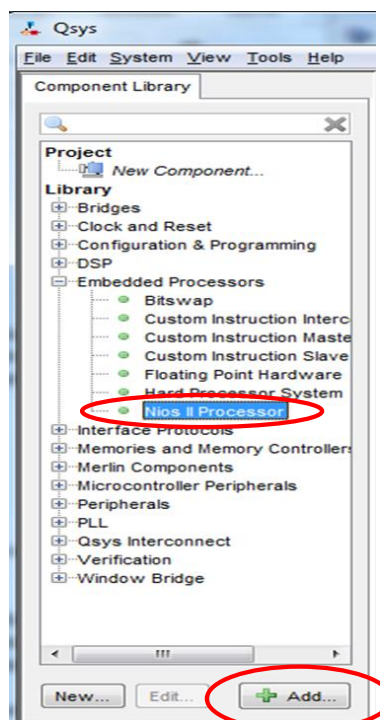 Qsys
File Edit System View Tools Help
Component Library
Project
New Component...
Library
Bridges
Clock and Reset
Configuration & Programming
DSP
Embedded Processors
Bitswap
Custom Instruction Interc
Custom Instruction Maste
Custom Instruction Slave
Floating Point Hardware
Hard Processor System
Nios II Processor
Interface Protocols
Memories and Memory Controller
Merlin Components
Microcontroller Peripherals
Peripherals
PLL
Qsys Interconnect
Verification
Window Bridge
New... Edit... Add...